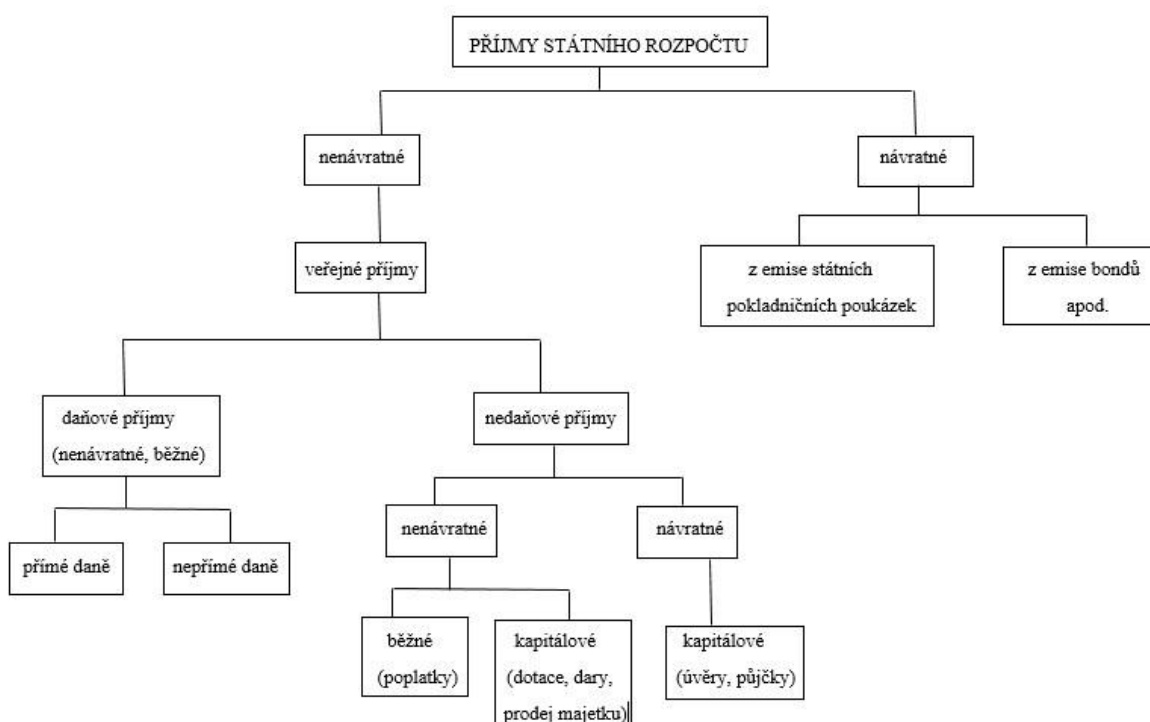 PŘÍJMY STÁTNÍHO ROZPOČTU
nenávratné
návratné
veřejné příjmy
z emise státních
pokladničních poukázek
z emise bondů
apod.
daňové příjmy
(nenávratné, běžné)
nedaňové příjmy
nenávratné
návratné
přímé daně
nepřímé daně
běžné
(poplatky)
kapitálové
(dotace, dary,
prodej majetku)
kapitálové
(úvěry, půjčky)